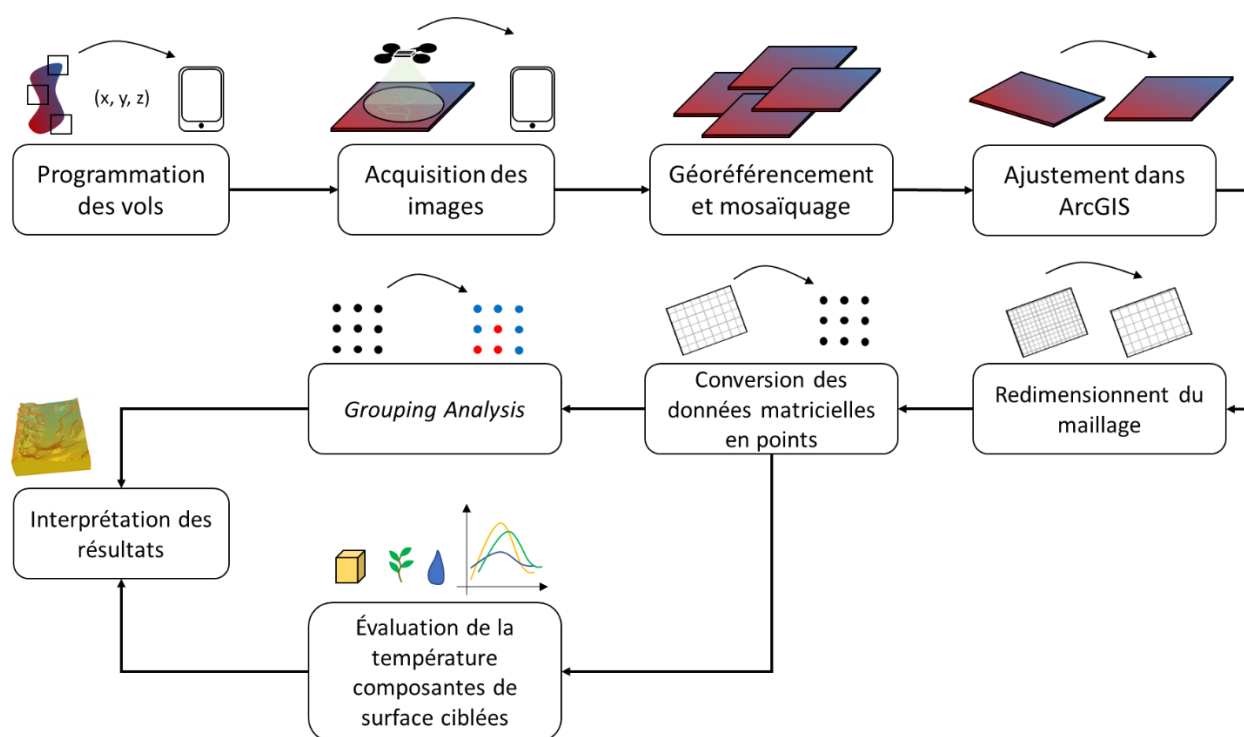 (x, y, z)
Programmation
des vols
Acquisition des
images
Géoréférencement
et mosaïquage
Ajustement dans
ArcGIS
Redimensionnent du
maillage
Conversion des
données matricielles
en points
Grouping Analysis
Interprétation des
résultats
Évaluation de la
température
composantes de
surface ciblées